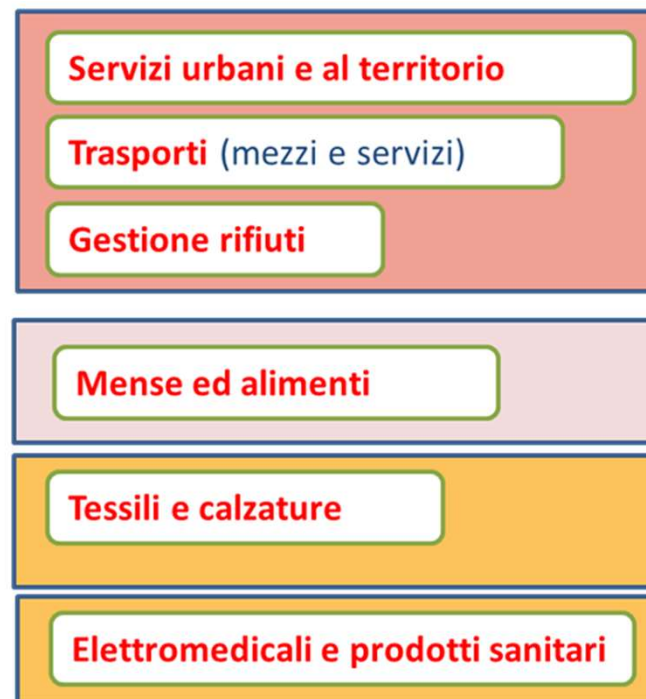 Servizi urbani e al territorio
Trasporti (mezzi e servizi)
Gestione rifiuti
Mense ed alimenti
Tessili e calzature
Elettromedicali e prodotti sanitari